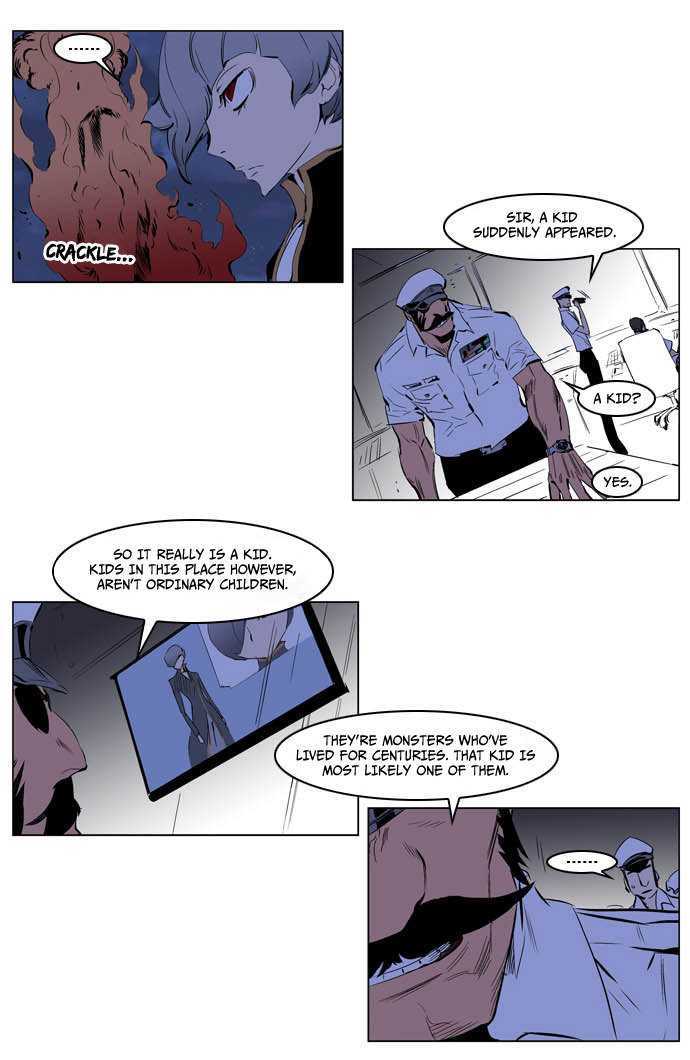 ......
CRACKLE...
SIR, A KID
SUDDENLY APPEARED.
A KID?
YES.
SO IT REALLY IS A KID.
KIDS IN THIS PLACE HOWEVER,
AREN'T ORDINARY CHILDREN.
THEY'RE MONSTERS WHO'VE
LIVED FOR CENTURIES. THAT KID IS
MOST LIKELY ONE OF THEM.
......